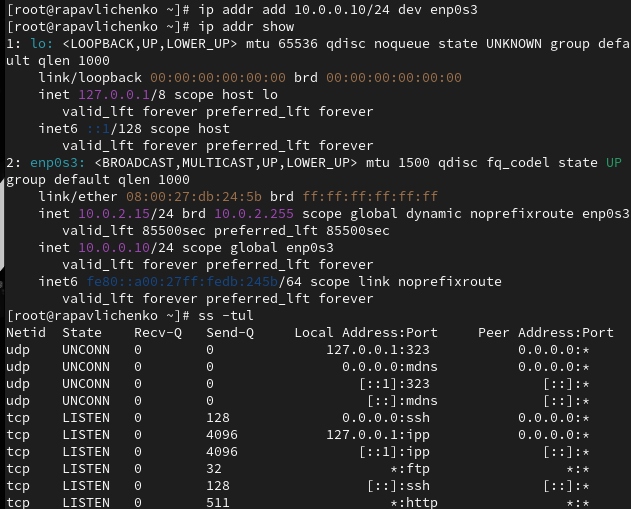 [root@rapavlichenko ~]# ip addr add 10.0.0.10/24 dev enp0s3
[root@rapavlichenko ~]# ip addr show
1: lo: <LOOPBACK,UP,LOWER_UP> mtu 65536 qdisc noqueue state UNKNOWN group defa
ult qlen 1000
    link/loopback 00:00:00:00:00:00 brd 00:00:00:00:00:00
    inet 127.0.0.1/8 scope host lo
       valid_lft forever preferred_lft forever
    inet6 ::1/128 scope host
       valid_lft forever preferred_lft forever
2: enp0s3: <BROADCAST,MULTICAST,UP,LOWER_UP> mtu 1500 qdisc fq_codel state UP
group default qlen 1000
    link/ether 08:00:27:db:24:5b brd ff:ff:ff:ff:ff:ff
    inet 10.0.2.15/24 brd 10.0.2.255 scope global dynamic noprefixroute enp0s3
       valid_lft 85500sec preferred_lft 85500sec
    inet 10.0.0.10/24 scope global enp0s3
       valid_lft forever preferred_lft forever
    inet6 fe80::a00:27ff:fedb:245b/64 scope link noprefixroute
       valid_lft forever preferred_lft forever
[root@rapavlichenko ~]# ss -tul
Netid  State   Recv-Q   Send-Q     Local Address:Port     Peer Address:Port
udp    UNCONN  0        0              127.0.0.1:323           0.0.0.0:*
udp    UNCONN  0        0                0.0.0.0:mdns          0.0.0.0:*
udp    UNCONN  0        0                  [::1]:323              [::]:*
udp    UNCONN  0        0                   [::]:mdns             [::]:*
tcp    LISTEN  0        128              0.0.0.0:ssh           0.0.0.0:*
tcp    LISTEN  0        4096           127.0.0.1:ipp           0.0.0.0:*
tcp    LISTEN  0        4096               [::1]:ipp              [::]:*
tcp    LISTEN  0        32                     *:ftp                 *:*
tcp    LISTEN  0        128                 [::]:ssh              [::]:*
tcp    LISTEN  0        511                    *:http                *:*